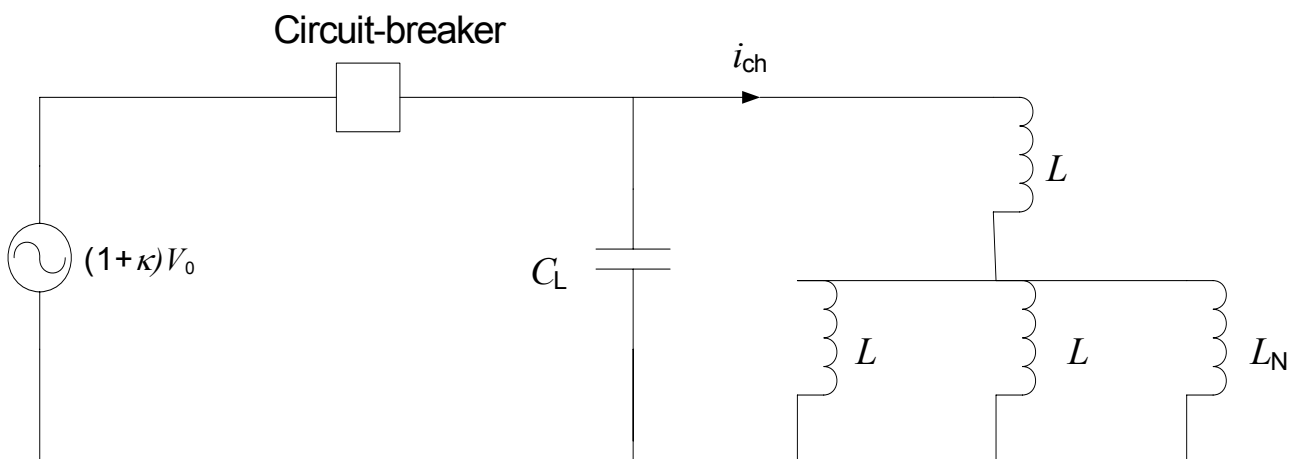 Circuit-breaker
i_ch
L
(1+κ)V_0
C_L
L
L
L_N